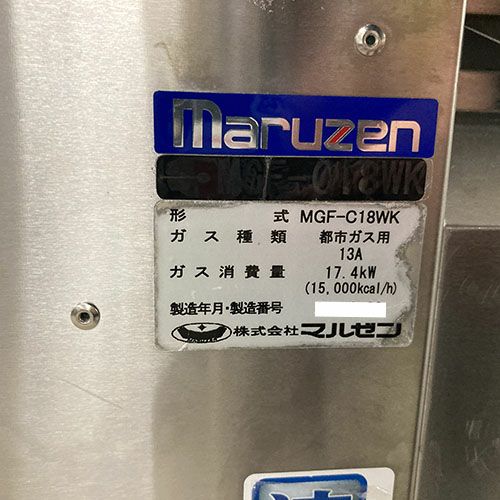 maruzen
MGF-C18WK
形 式 MGF-C18WK
ガス種類 都市ガス用
13A
ガス消費量 17.4kW
(15,000kcal/h)
製造年月・製造番号
株式会社 マルゼン